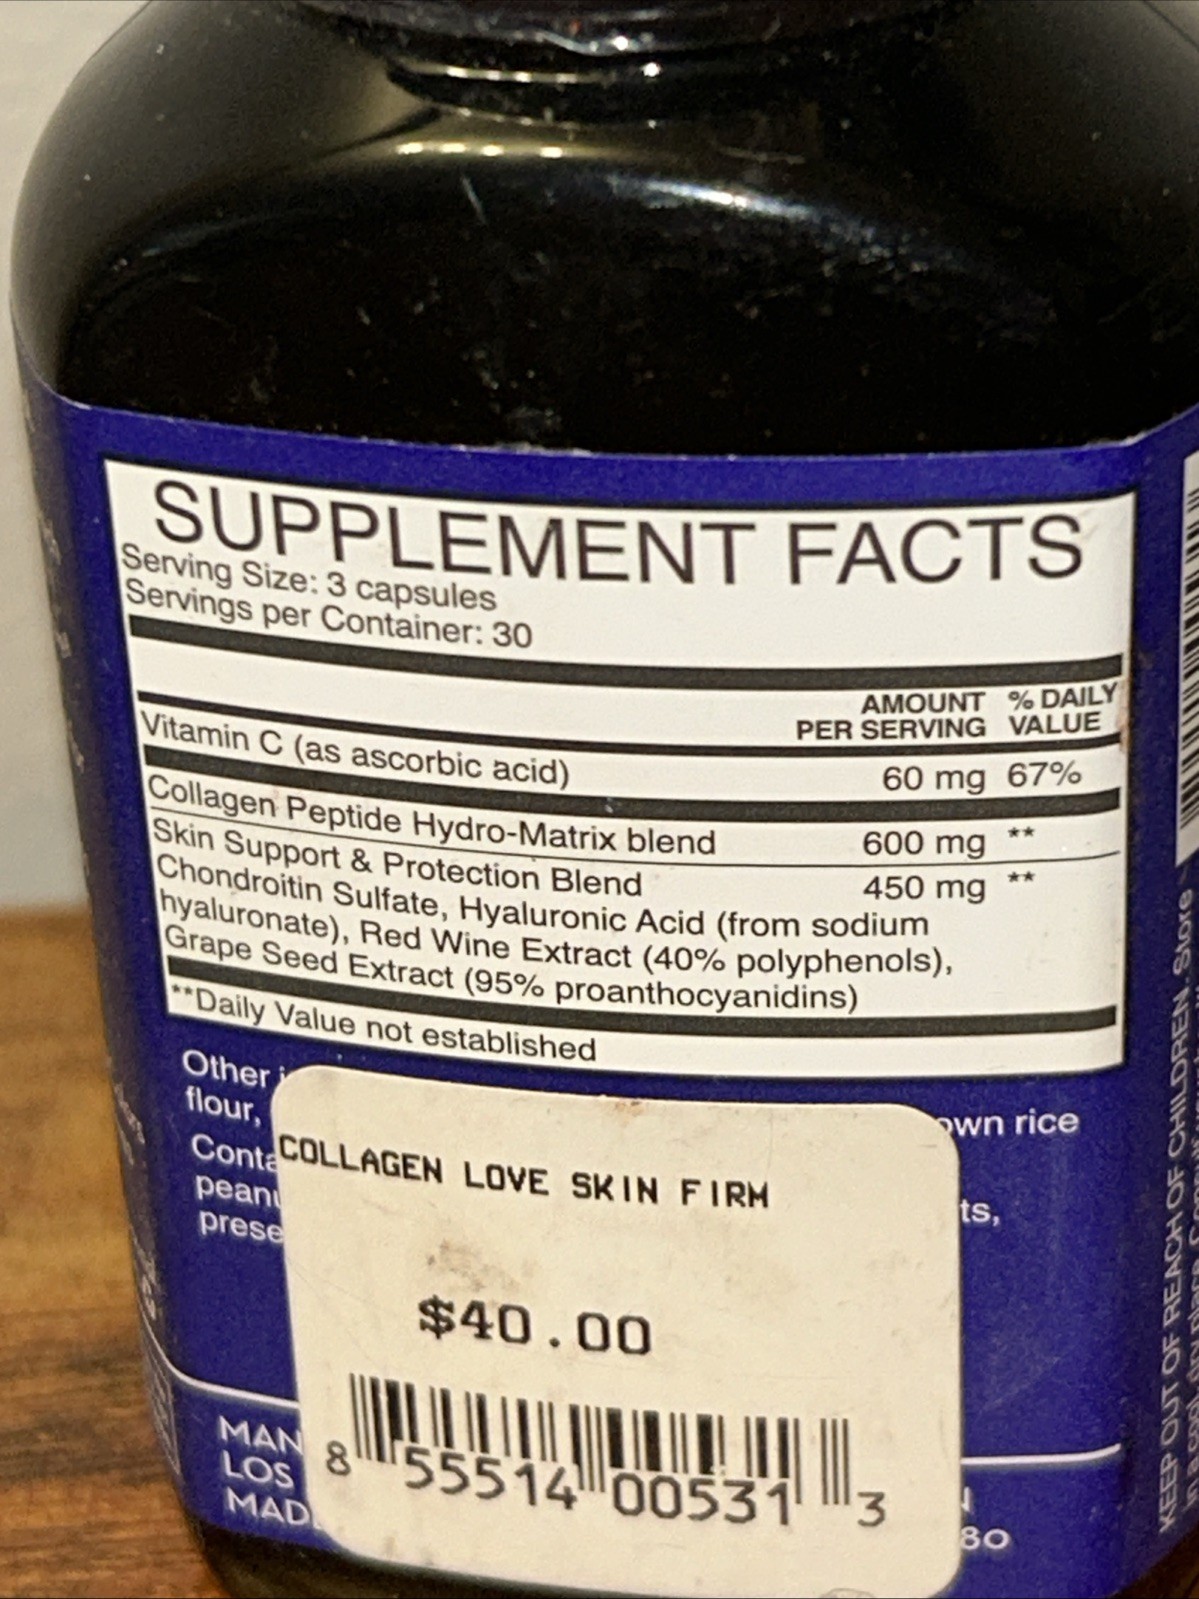 SUPPLEMENT FACTS
Serving Size: 3 capsules
Servings per Container: 30
AMOUNT PER SERVING
% DAILY VALUE
Vitamin C (as ascorbic acid) 60 mg 67%
Collagen Peptide Hydro-Matrix blend 600 mg **
Skin Support & Protection Blend 450 mg **
Chondroitin Sulfate, Hyaluronic Acid (from sodium
hyaluronate), Red Wine Extract (40% polyphenols),
Grape Seed Extract (95% proanthocyanidins)
**Daily Value not established
Other
own rice
flour,
Conta
peanu
ts,
prese
COLLAGEN LOVE SKIN FIRM
$40.00
8 55514 00531 3
MAN
LOS
MAD
80
KEEP OUT OF REACH OF CHILDREN. Store